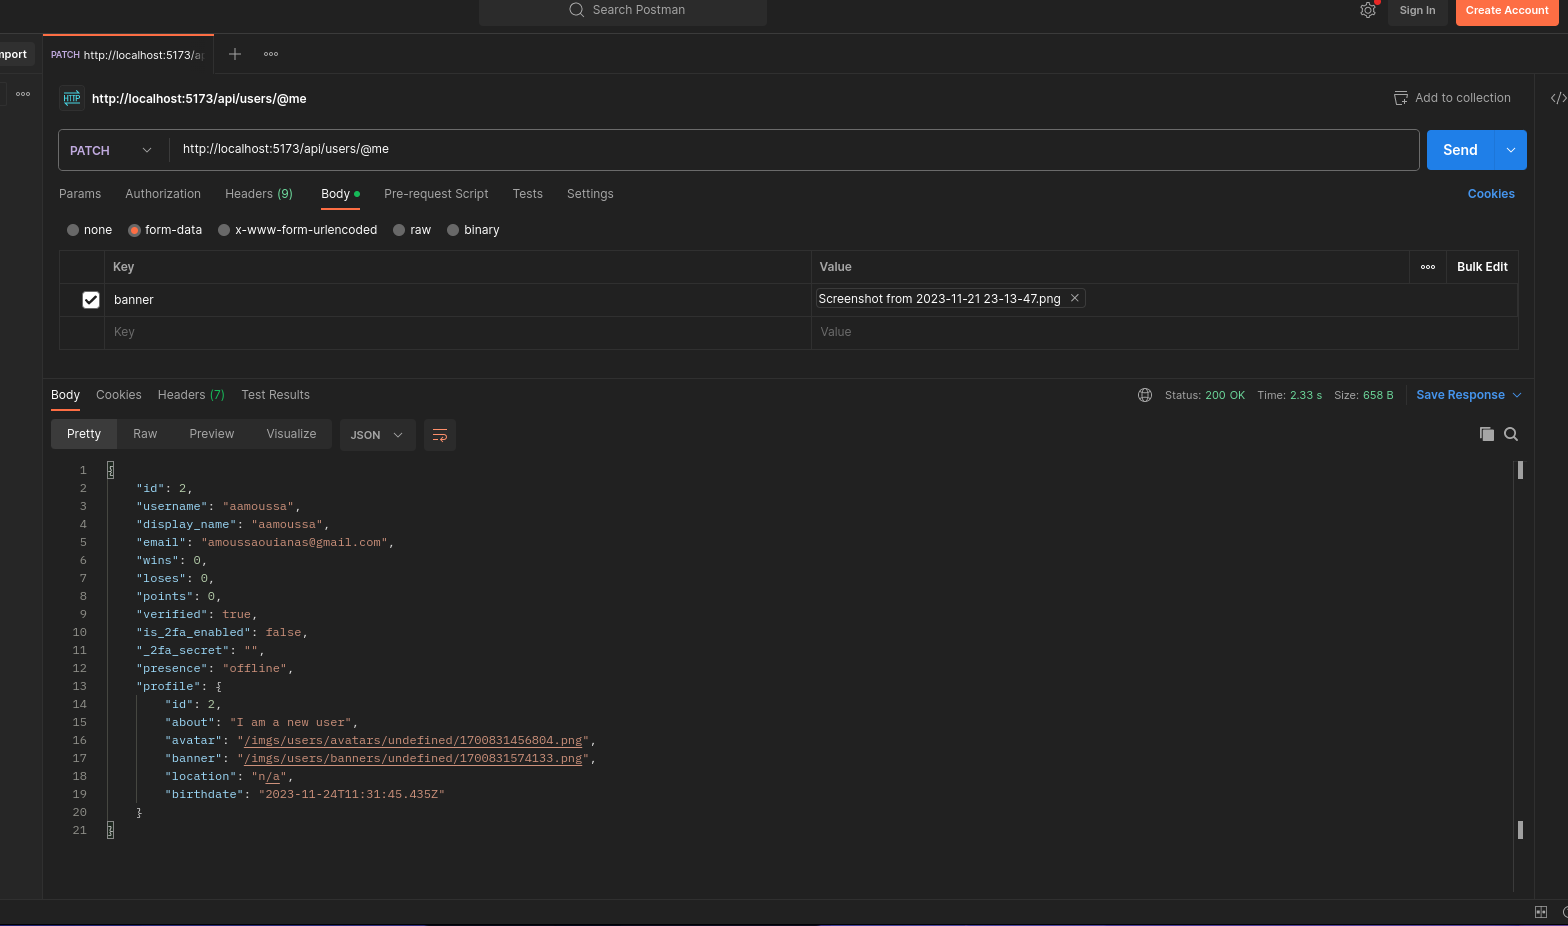 Search Postman
Sign In
Create Account
mport
PATCH http://localhost:5173/ap
HTTP http://localhost:5173/api/users/@me
Add to collection
</>
PATCH http://localhost:5173/api/users/@me
Send
Params Authorization Headers (9) Body Pre-request Script Tests Settings
Cookies
none form-data x-www-form-urlencoded raw binary
Key Value Bulk Edit
banner Screenshot from 2023-11-21 23-13-47.png
Key Value
Body Cookies Headers (7) Test Results
Status: 200 OK Time: 2.33 s Size: 658 B Save Response
Pretty Raw Preview Visualize JSON
1 {
2 "id": 2,
3 "username": "aamoussa",
4 "display_name": "aamoussa",
5 "email": "amoussaouianas@gmail.com",
6 "wins": 0,
7 "loses": 0,
8 "points": 0,
9 "verified": true,
10 "is_2fa_enabled": false,
11 "_2fa_secret": "",
12 "presence": "offline",
13 "profile": {
14 "id": 2,
15 "about": "I am a new user",
16 "avatar": "/imgs/users/avatars/undefined/1700831456804.png",
17 "banner": "/imgs/users/banners/undefined/1700831574133.png",
18 "location": "n/a",
19 "birthdate": "2023-11-24T11:31:45.435Z"
20 }
21 }